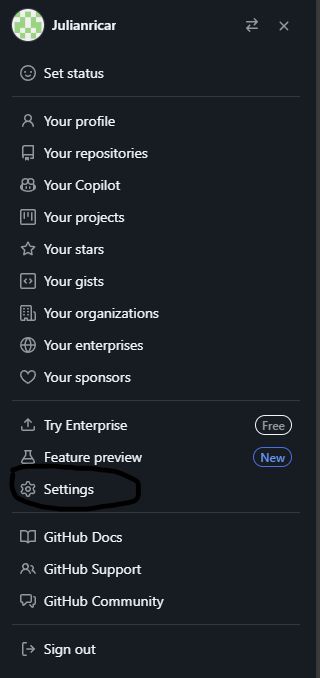 Julianricar
Set status
Your profile
Your repositories
Your Copilot
Your projects
Your stars
Your gists
Your organizations
Your enterprises
Your sponsors
Try Enterprise Free
Feature preview New
Settings
GitHub Docs
GitHub Support
GitHub Community
Sign out